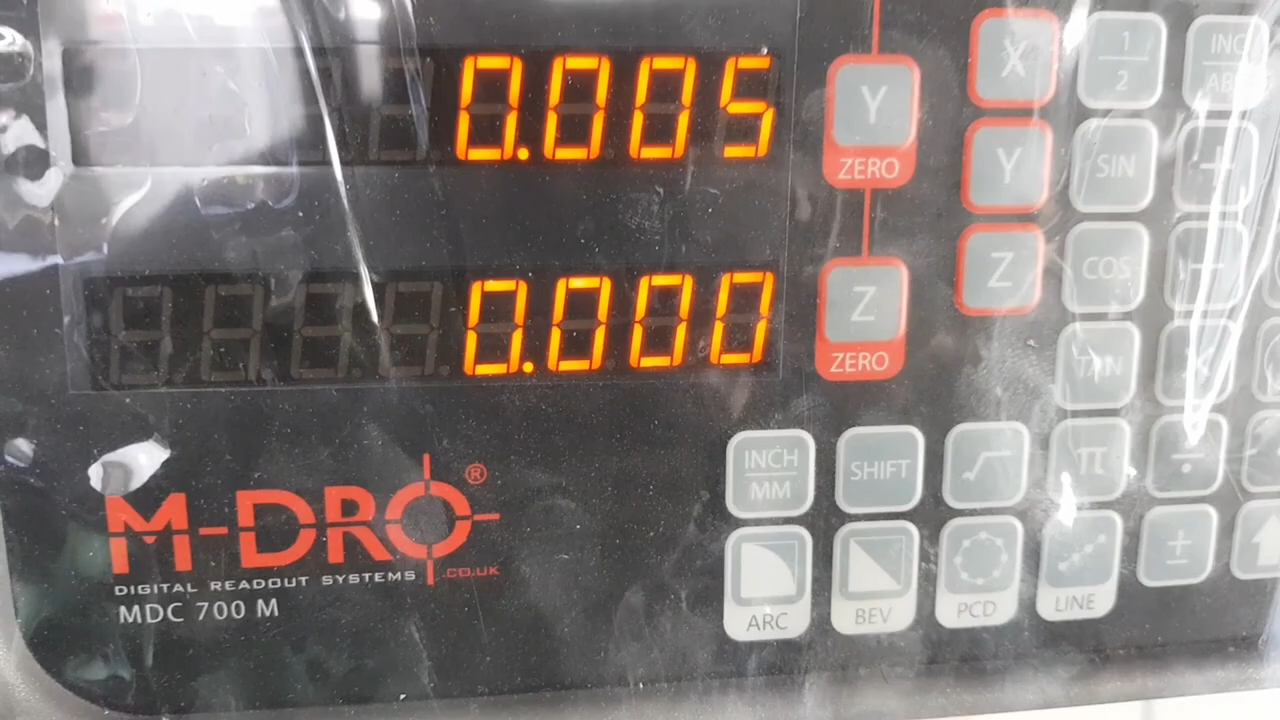 0.005
Y
ZERO
0.000
Z
ZERO
X
1
2
INC
Y
SIN
+
Z
COS
TAN
INCH
MM
SHIFT
π
÷
ARC
BEV
PCD
LINE
±
M-DRO®
DIGITAL READOUT SYSTEMS .CO.UK
MDC 700 M